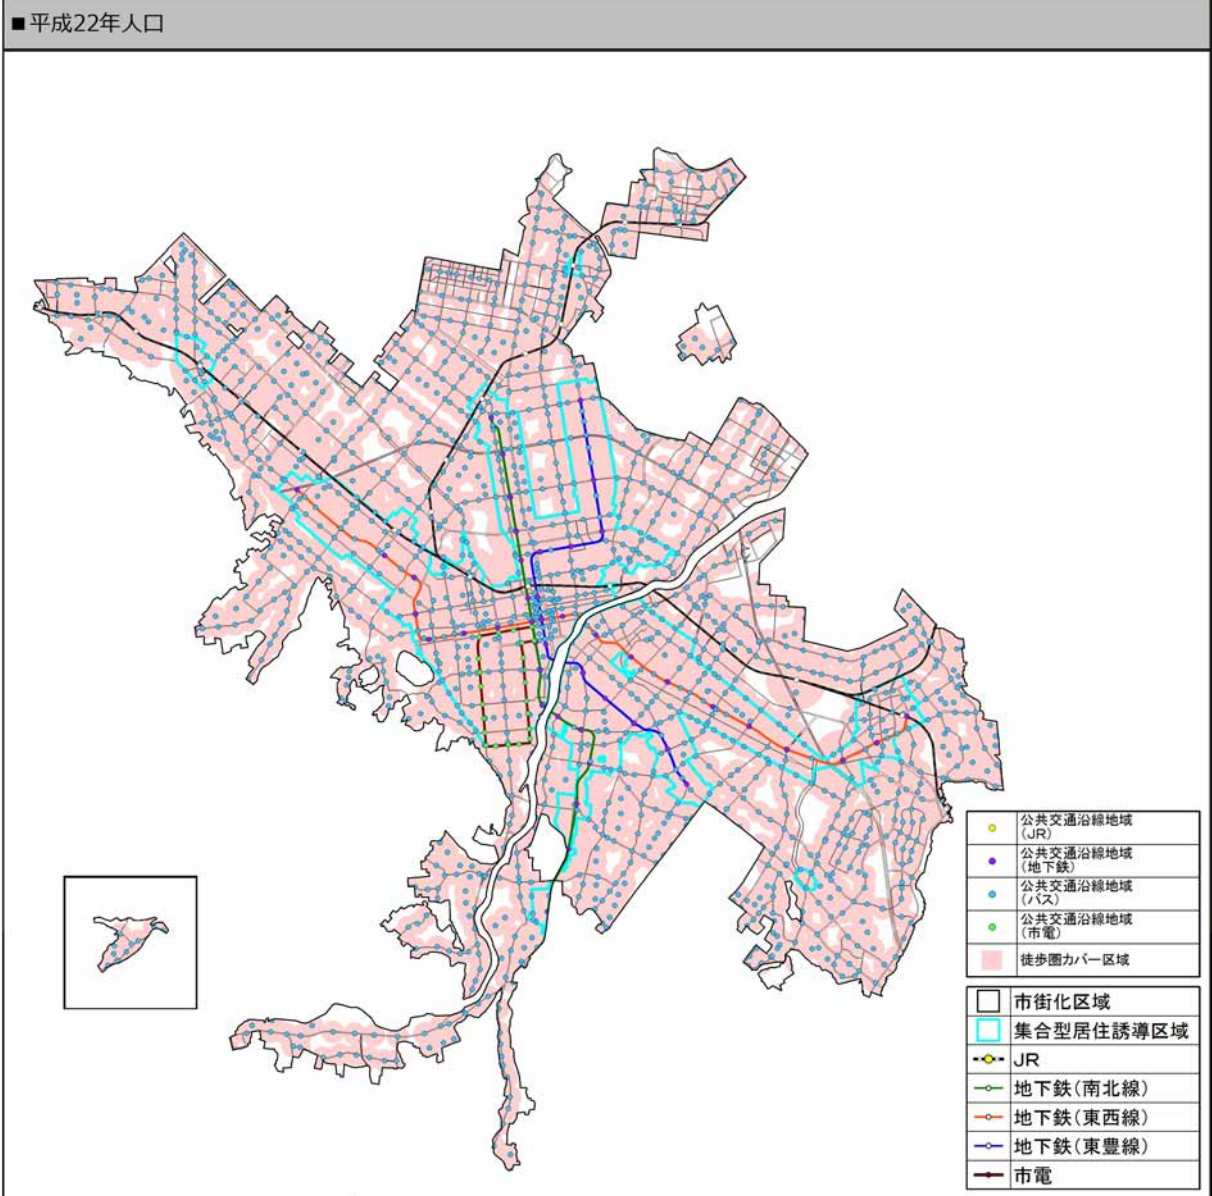 ■平成22年人口
公共交通沿線地域
(JR)
公共交通沿線地域
(地下鉄)
公共交通沿線地域
(バス)
公共交通沿線地域
(市電)
徒歩圏カバー区域
市街化区域
集合型居住誘導区域
JR
地下鉄(南北線)
地下鉄(東西線)
地下鉄(東豊線)
市電